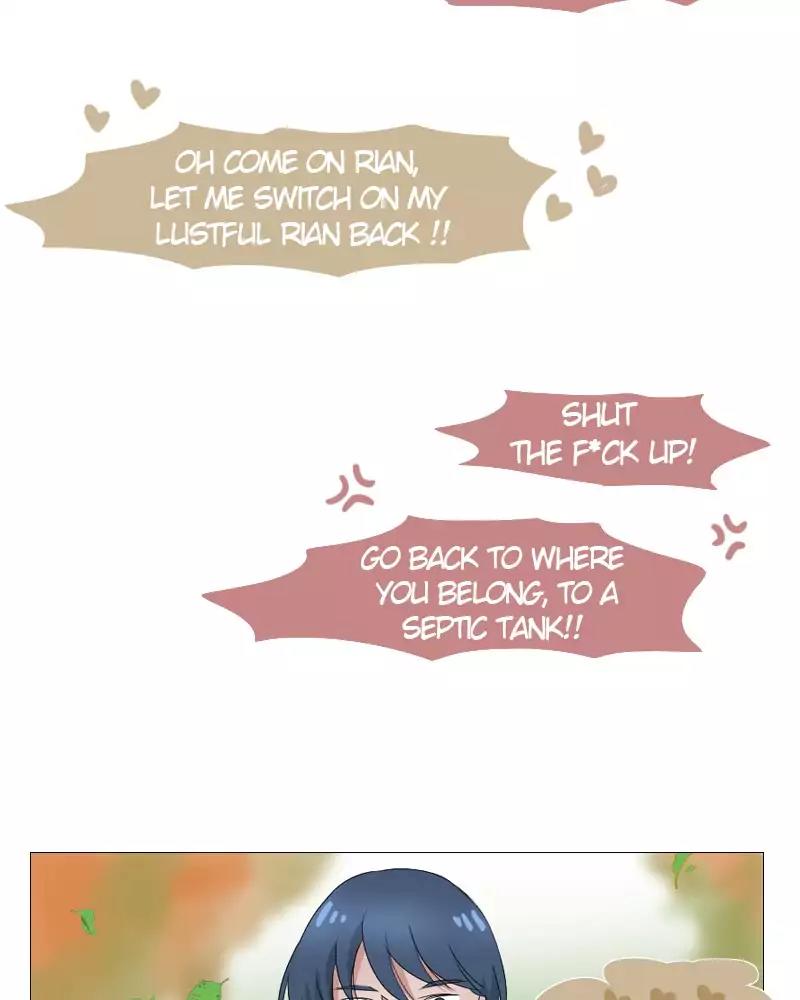 OH COME ON RIAN,
LET ME SWITCH ON MY
LUSTFUL RIAN BACK !!
SHUT
THE F*CK UP!
GO BACK TO WHERE
YOU BELONG, TO A
SEPTIC TANK!!